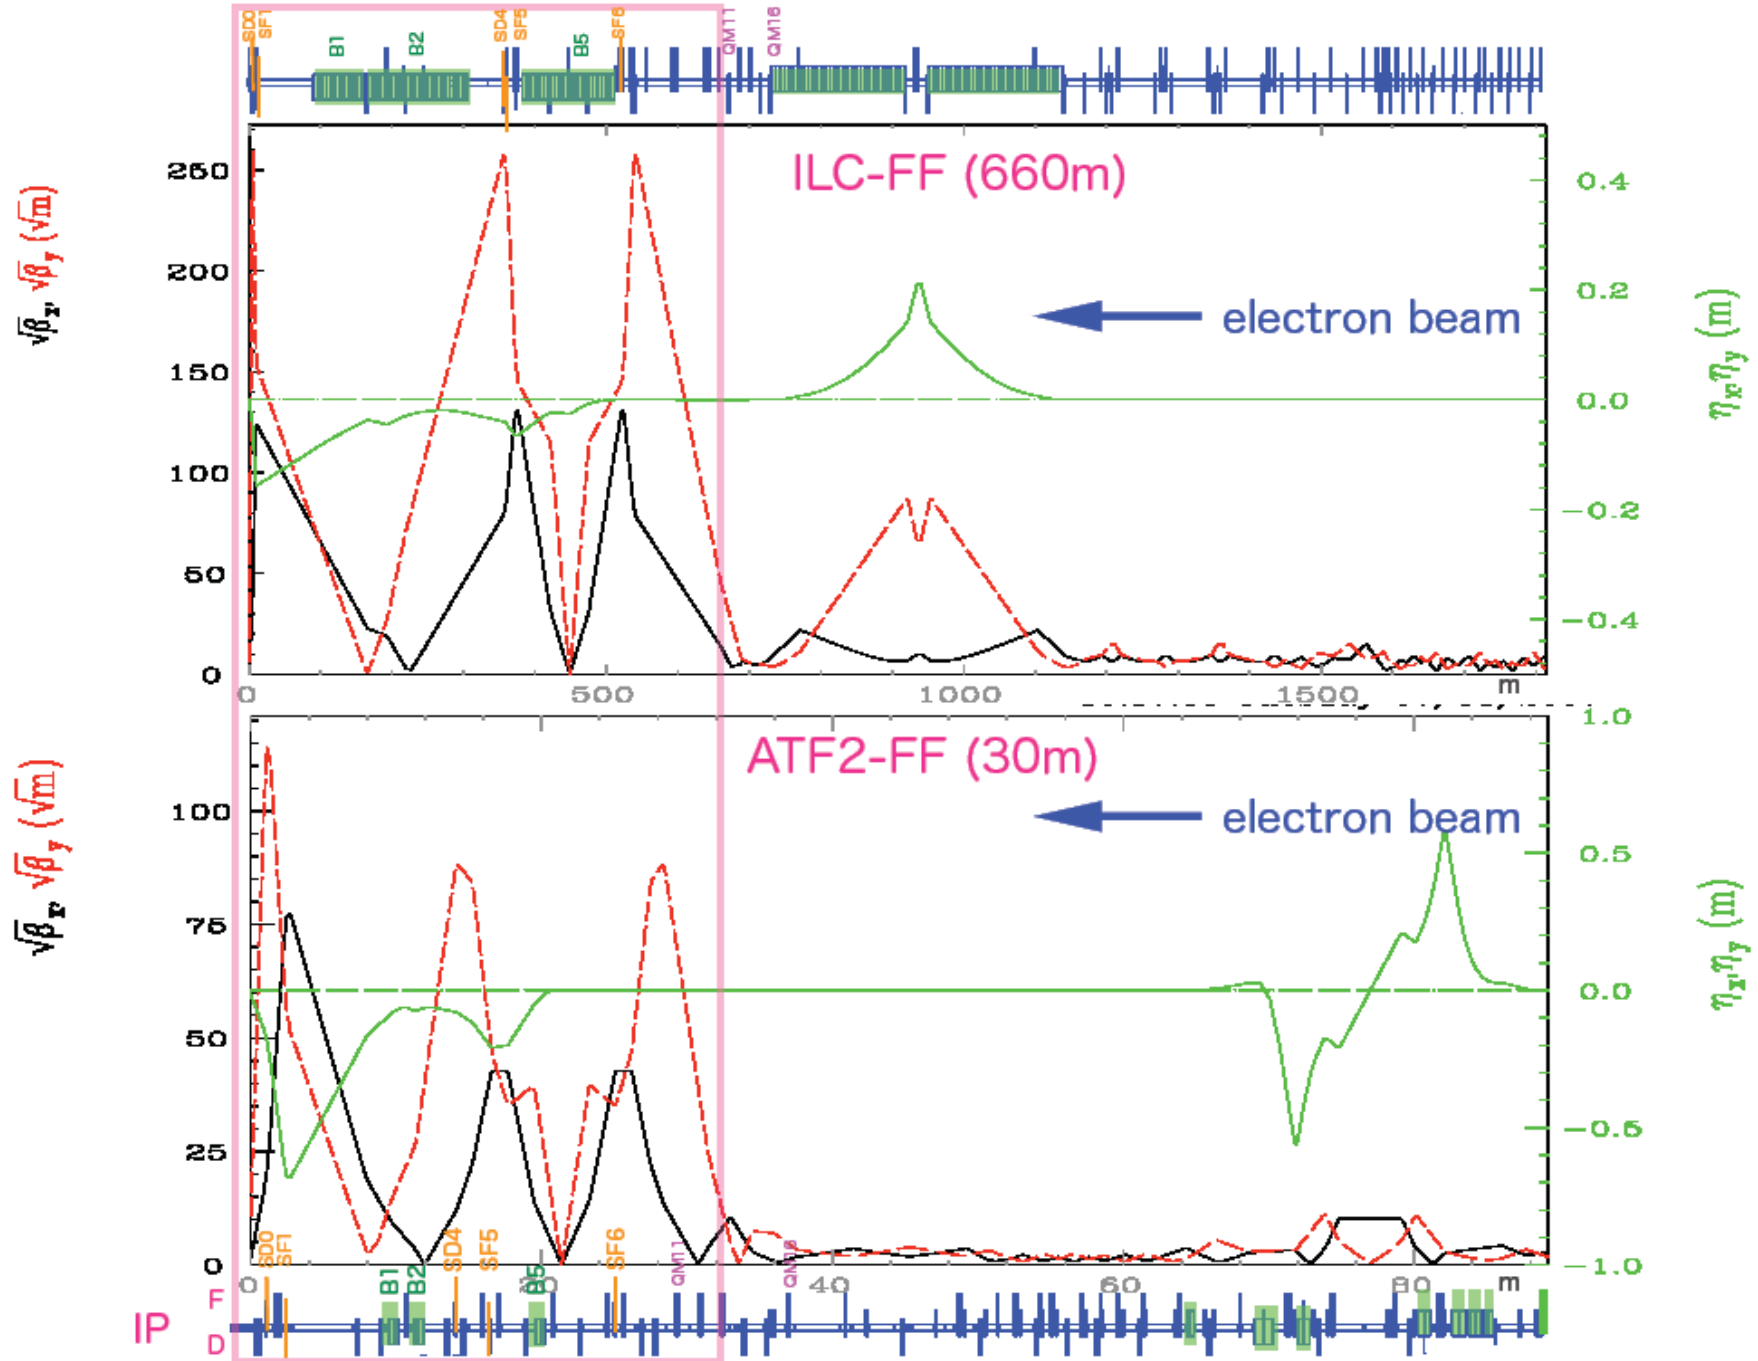 SD0 SF1 B1 B2 SD4 SF5 B5 SF6 QM11 QM16
ILC-FF (660m)
electron beam
√βx, √βy (√m)
250
200
150
100
50
0
0.4
0.2
0.0
-0.2
-0.4
ηx, ηy (m)
0 500 1000 1500 m
ATF2-FF (30m)
electron beam
√βx, √βy (√m)
100
75
50
25
0
1.0
0.5
0.0
-0.5
-1.0
ηx, ηy (m)
SD0 SF1 B1 B2 SD4 SF5 B5 SF6 QM11 QM16
0 20 40 60 80 m
F
IP
D